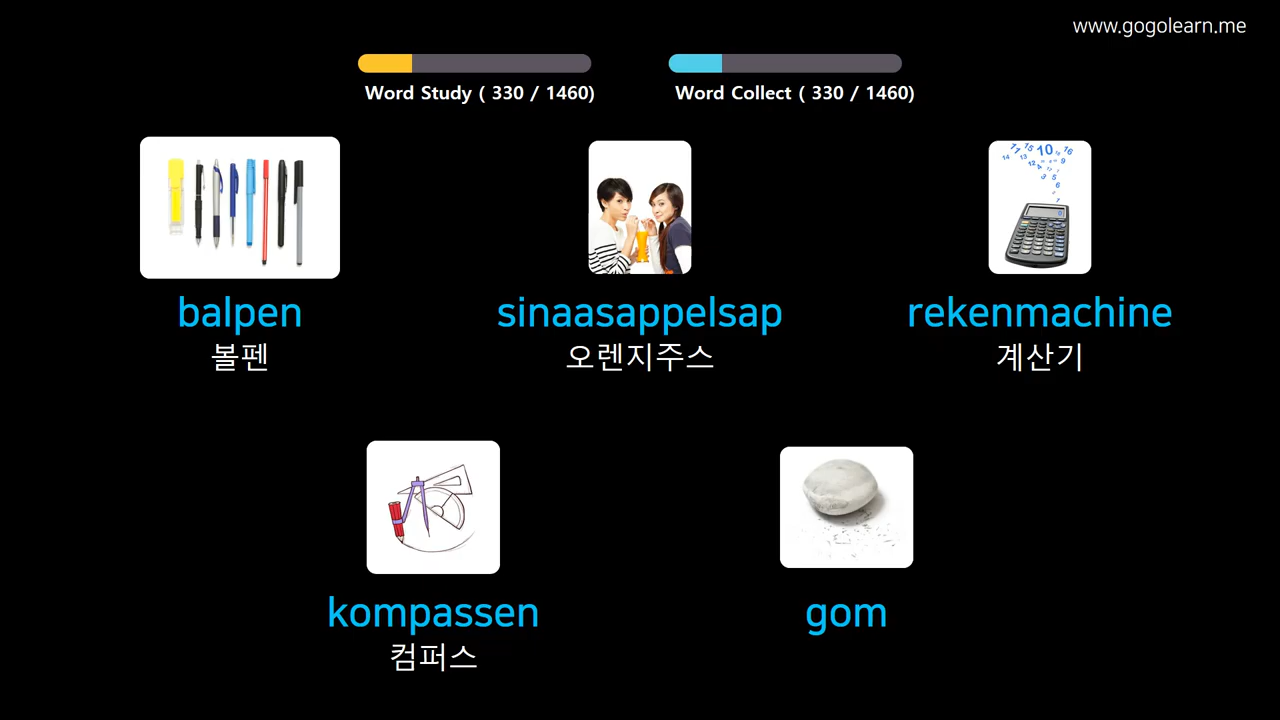 www.gogolearn.me
Word Study ( 330 / 1460)
Word Collect ( 330 / 1460)
balpen
볼펜
sinaasappelsap
오렌지주스
rekenmachine
계산기
kompassen
컴퍼스
gom